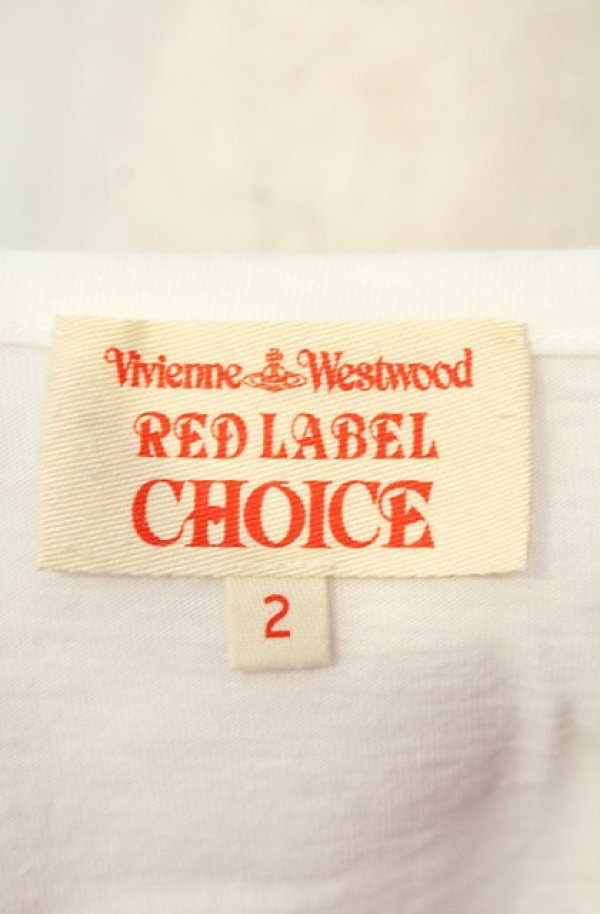 Vivienne Westwood
RED LABEL
CHOICE
2